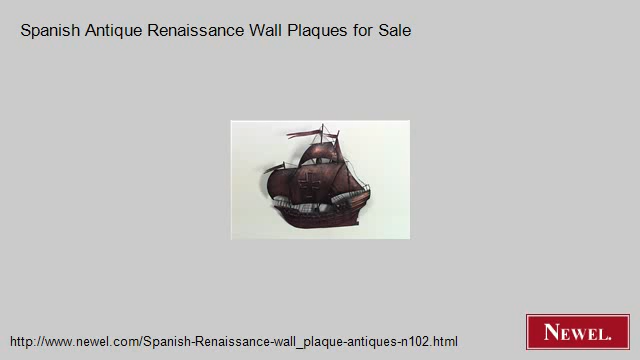 Spanish Antique Renaissance Wall Plaques for Sale
NEWEL.
http://www.newel.com/Spanish-Renaissance-wall_plaque-antiques-n102.html